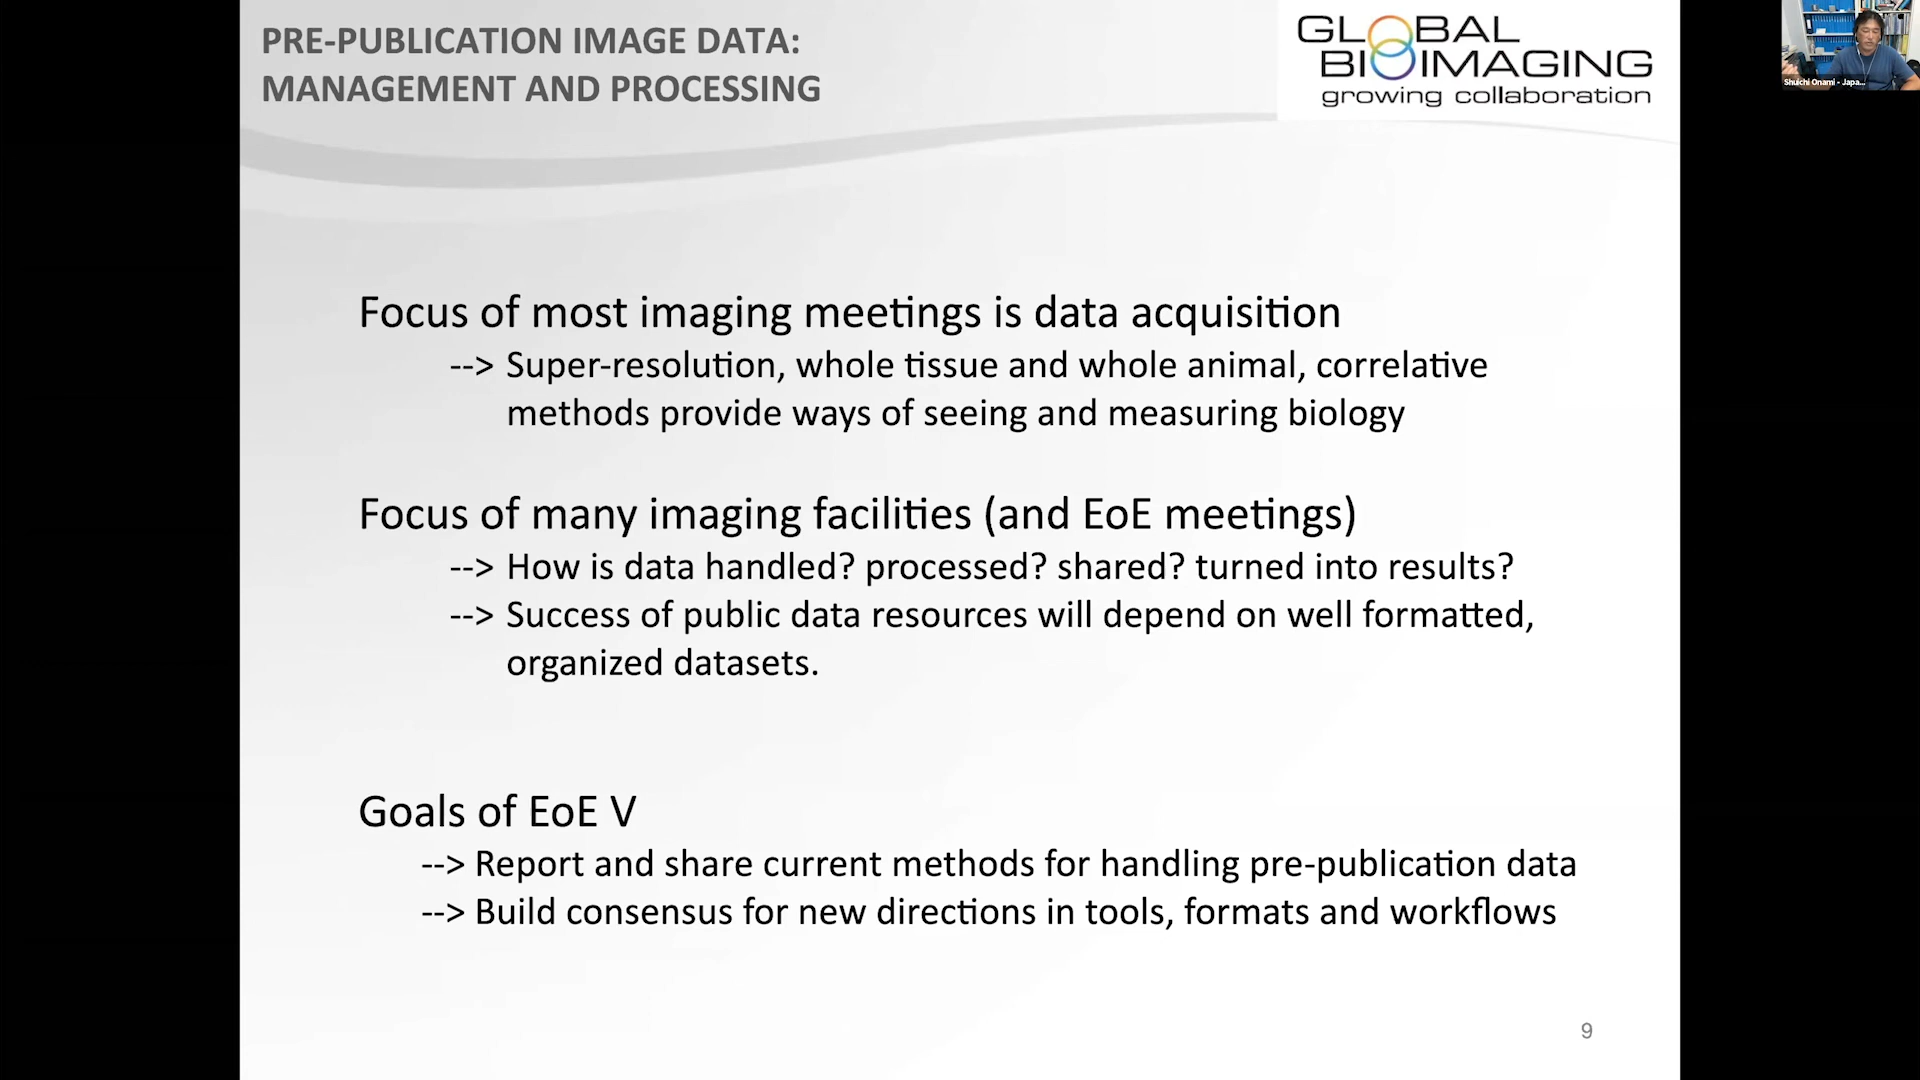 PRE-PUBLICATION IMAGE DATA:
MANAGEMENT AND PROCESSING
GLOBAL
BIOIMAGING
growing collaboration
Shuichi Onami - Japa...
Focus of most imaging meetings is data acquisition
--> Super-resolution, whole tissue and whole animal, correlative
methods provide ways of seeing and measuring biology
Focus of many imaging facilities (and EoE meetings)
--> How is data handled? processed? shared? turned into results?
--> Success of public data resources will depend on well formatted,
organized datasets.
Goals of EoE V
--> Report and share current methods for handling pre-publication data
--> Build consensus for new directions in tools, formats and workflows
9